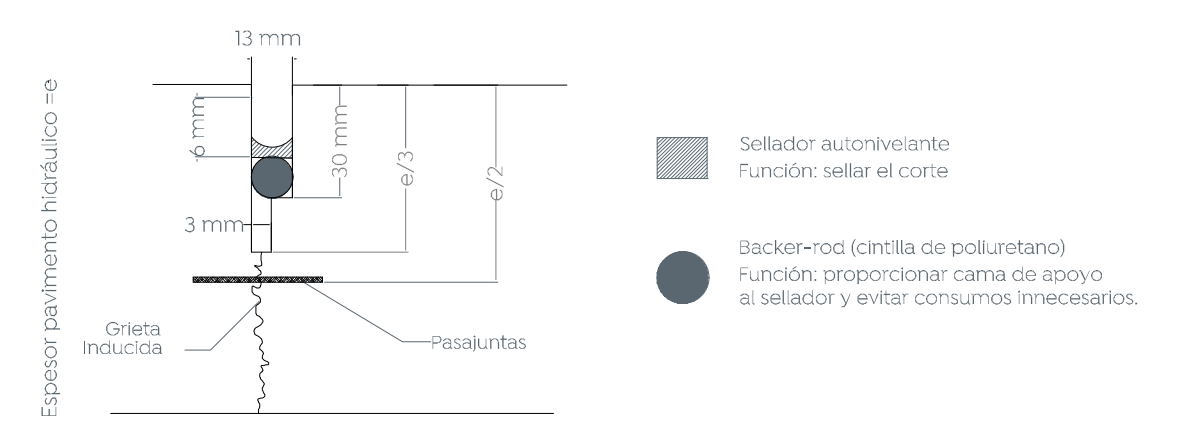 13 mm
Espesor pavimento hidráulico =e
6 mm
30 mm
e/3
e/2
3 mm
Grieta
Inducida
Pasajuntas
Sellador autonivelante
Función: sellar el corte
Backer-rod (cintilla de poliuretano)
Función: proporcionar cama de apoyo
al sellador y evitar consumos innecesarios.